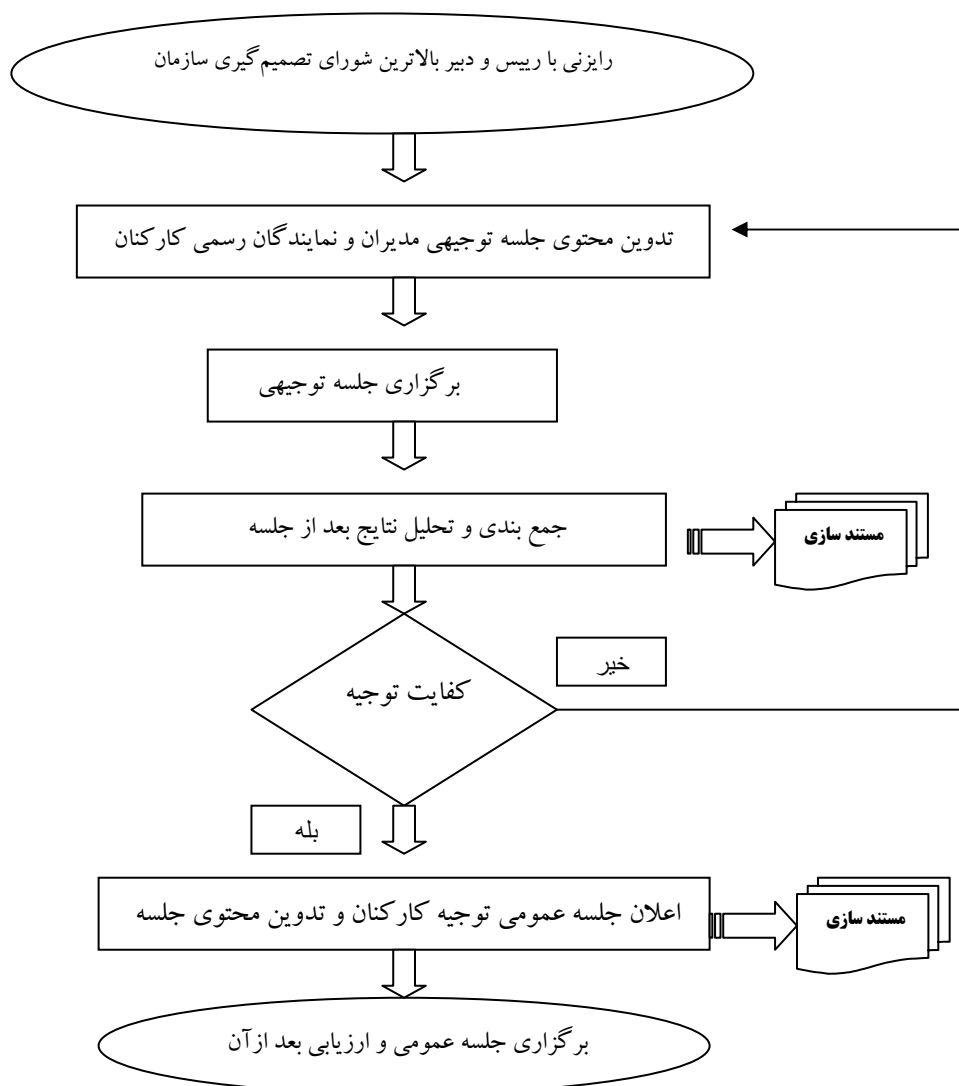 رایزنی با رییس و دبیر بالاترین شورای تصمیم‌گیری سازمان
تدوین محتوی جلسه توجیهی مدیران و نمایندگان رسمی کارکنان
برگزاری جلسه توجیهی
جمع بندی و تحلیل نتایج بعد از جلسه
مستند سازی
کفایت توجیه
خیر
بله
اعلان جلسه عمومی توجیه کارکنان و تدوین محتوی جلسه
مستند سازی
برگزاری جلسه عمومی و ارزیابی بعد ازآن